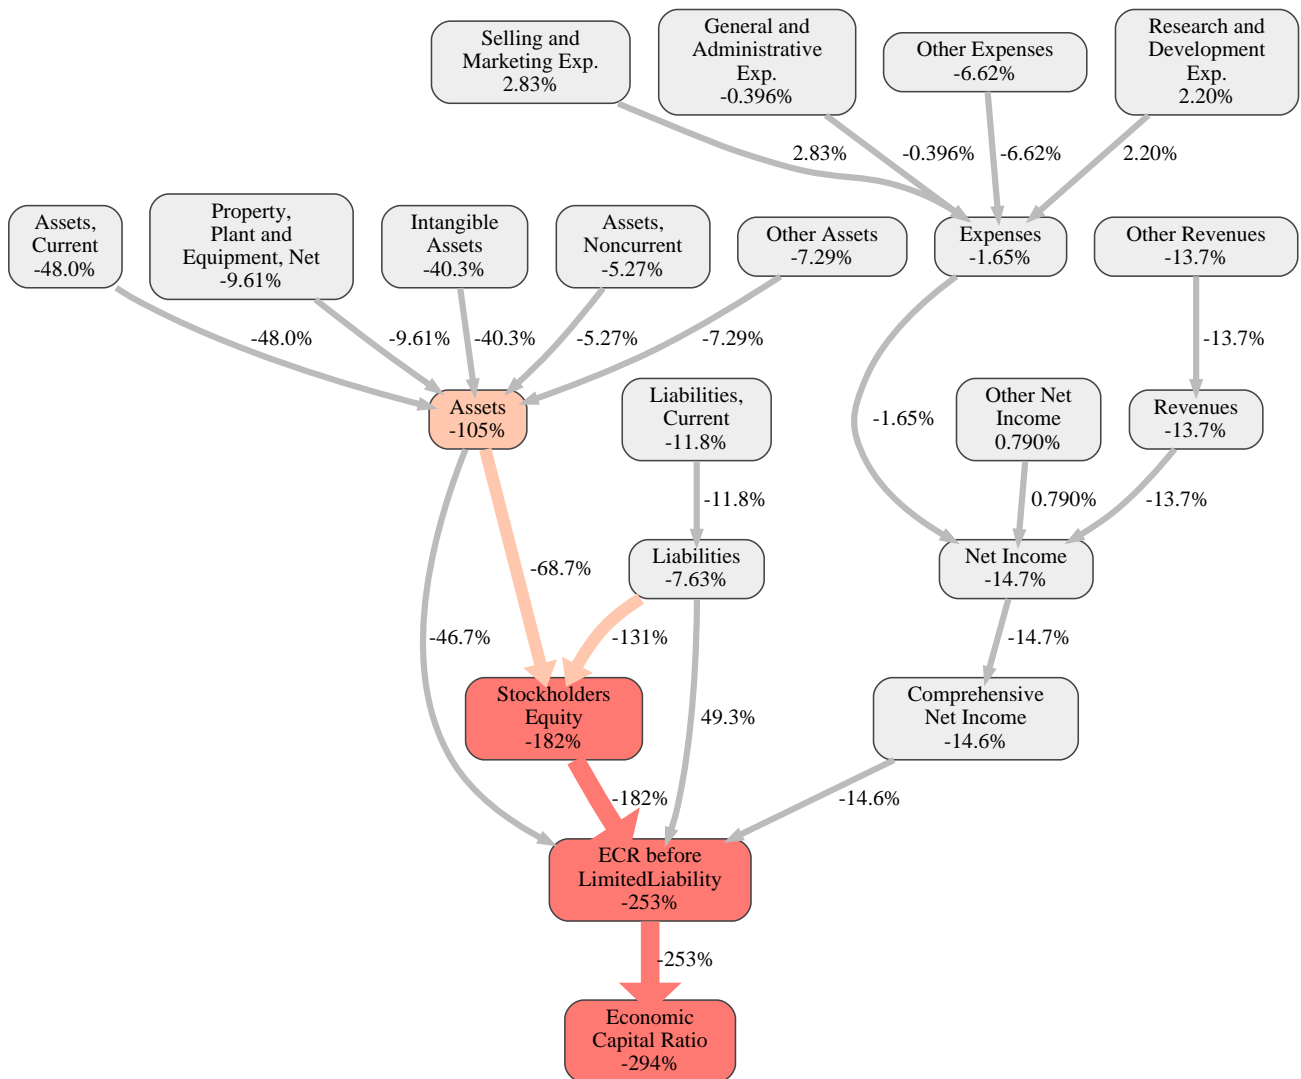 Selling and
Marketing Exp.
2.83%
General and
Administrative
Exp.
-0.396%
Other Expenses
-6.62%
Research and
Development
Exp.
2.20%
2.83%
-0.396%
-6.62%
2.20%
Assets,
Current
-48.0%
Property,
Plant and
Equipment, Net
-9.61%
Intangible
Assets
-40.3%
Assets,
Noncurrent
-5.27%
Other Assets
-7.29%
Expenses
-1.65%
Other Revenues
-13.7%
-48.0%
-9.61%
-40.3%
-5.27%
-7.29%
-13.7%
Assets
-105%
Liabilities,
Current
-11.8%
-1.65%
Other Net
Income
0.790%
Revenues
-13.7%
-11.8%
0.790%
-13.7%
-68.7%
Liabilities
-7.63%
Net Income
-14.7%
-46.7%
-131%
-14.7%
Stockholders
Equity
-182%
49.3%
Comprehensive
Net Income
-14.6%
-182%
-14.6%
ECR before
LimitedLiability
-253%
-253%
Economic
Capital Ratio
-294%